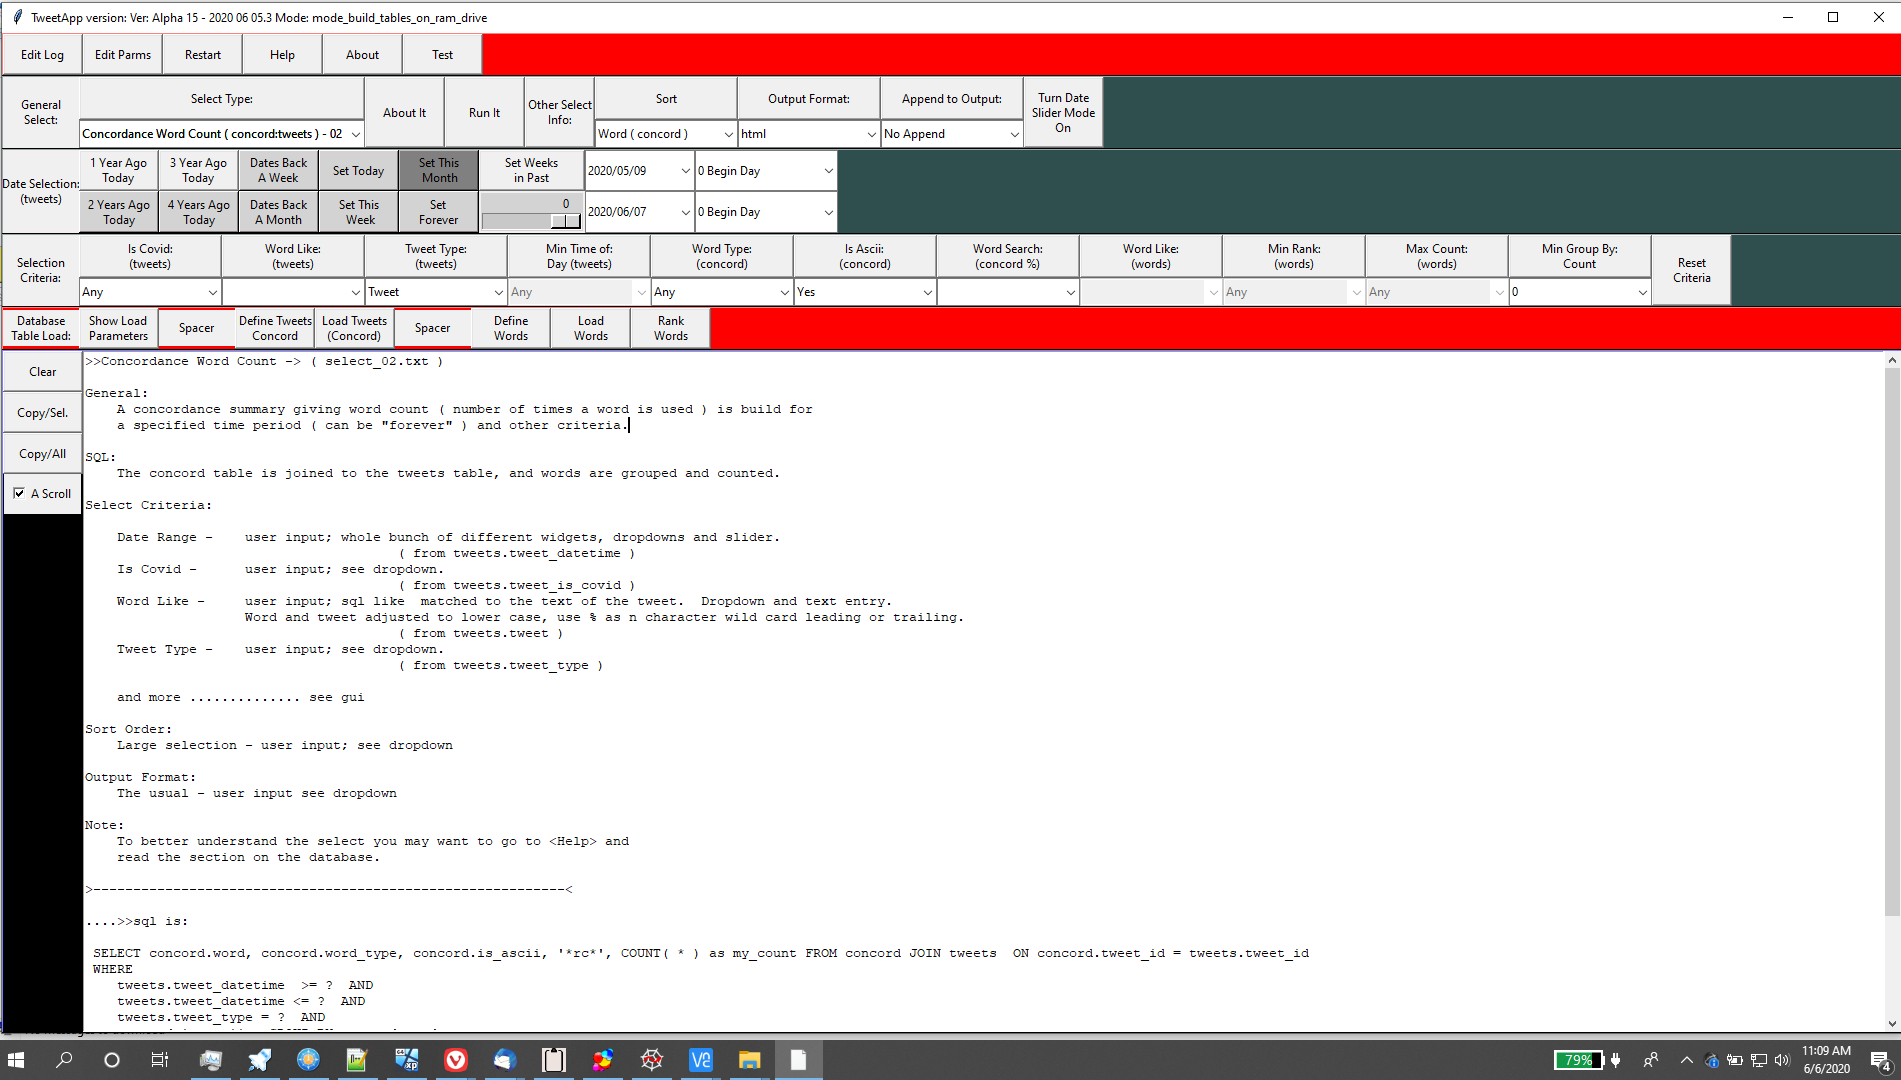 TweetApp version: Ver: Alpha 15 - 2020 06 05.3 Mode: mode_build_tables_on_ram_drive
Edit Log Edit Parms Restart Help About Test
General Select: Select Type: About It Run It Other Select Info: Sort Output Format: Append to Output: Turn Date Slider Mode On
Concordance Word Count ( concord:tweets ) - 02 Word ( concord ) html No Append
Date Selection: (tweets)
1 Year Ago Today 3 Year Ago Today Dates Back A Week Set Today Set This Month Set Weeks in Past 2020/05/09 0 Begin Day
2 Years Ago Today 4 Years Ago Today Dates Back A Month Set This Week Set Forever 0 2020/06/07 0 Begin Day
Selection Criteria: Is Covid: (tweets) Word Like: (tweets) Tweet Type: (tweets) Min Time of: Day (tweets) Word Type: (concord) Is Ascii: (concord) Word Search: (concord %) Word Like: (words) Min Rank: (words) Max Count: (words) Min Group By: Count Reset Criteria
Any Tweet Any Any Yes Any Any 0
Database Table Load: Show Load Parameters Spacer Define Tweets Concord Load Tweets (Concord) Spacer Define Words Load Words Rank Words
Clear
Copy/Sel.
Copy/All
A Scroll
>>Concordance Word Count -> ( select_02.txt )
General:
A concordance summary giving word count ( number of times a word is used ) is build for
a specified time period ( can be "forever" ) and other criteria.
SQL:
The concord table is joined to the tweets table, and words are grouped and counted.
Select Criteria:
Date Range - user input; whole bunch of different widgets, dropdowns and slider.
( from tweets.tweet_datetime )
Is Covid - user input; see dropdown.
( from tweets.tweet_is_covid )
Word Like - user input; sql like matched to the text of the tweet. Dropdown and text entry.
Word and tweet adjusted to lower case, use % as n character wild card leading or trailing.
( from tweets.tweet )
Tweet Type - user input; see dropdown.
( from tweets.tweet_type )
and more .............. see gui
Sort Order:
Large selection - user input; see dropdown
Output Format:
The usual - user input see dropdown
Note:
To better understand the select you may want to go to <Help> and
read the section on the database.
>-----------------------------------------------------------<
....>>sql is:
SELECT concord.word, concord.word_type, concord.is_ascii, '*rc*', COUNT( * ) as my_count FROM concord JOIN tweets ON concord.tweet_id = tweets.tweet_id
WHERE
tweets.tweet_datetime >= ? AND
tweets.tweet_datetime <= ? AND
tweets.tweet_type = ? AND
79%
11:09 AM
6/6/2020
4